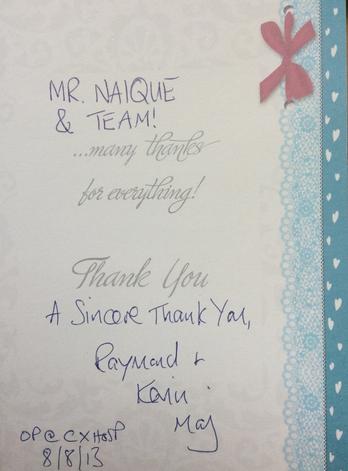 MR. NAIQUE
& TEAM!
...many thanks
for everything!
Thank You
A Sincere Thank You,
Raymond &
Karin.
May
OP@CXHOSP
8/8/13